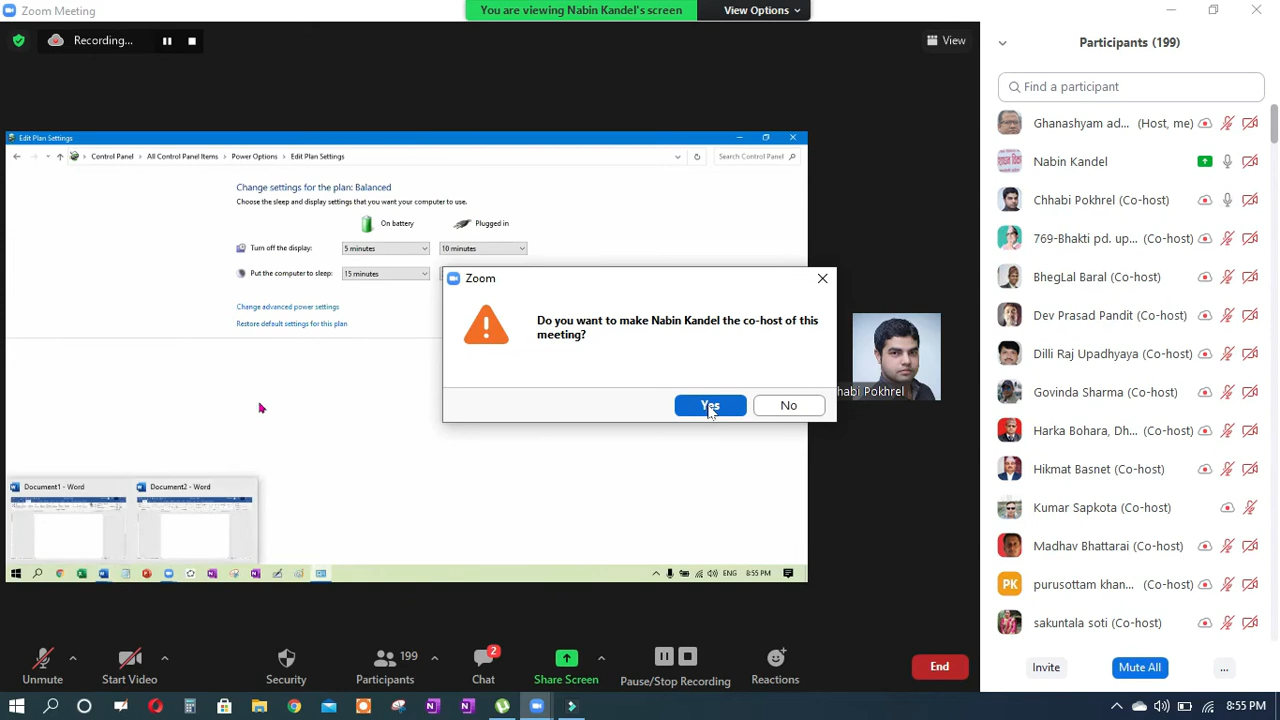 Zoom Meeting
You are viewing Nabin Kandel's screen
View Options
Recording...
View
Participants (199)
Find a participant
Ghanashyam ad... (Host, me)
Nabin Kandel
Chhabi Pokhrel (Co-host)
769-Bhakti pd. up... (Co-host)
BhegLal Baral (Co-host)
Dev Prasad Pandit (Co-host)
Dilli Raj Upadhyaya (Co-host)
Govinda Sharma (Co-host)
Harka Bohara, Dh... (Co-host)
Hikmat Basnet (Co-host)
Kumar Sapkota (Co-host)
Madhav Bhattarai (Co-host)
PK
purusottam khan... (Co-host)
sakuntala soti (Co-host)
Invite
Mute All
...
Edit Plan Settings
Control Panel
All Control Panel Items
Power Options
Edit Plan Settings
Search Control Panel
Change settings for the plan: Balanced
Choose the sleep and display settings that you want your computer to use.
On battery
Plugged in
Turn off the display:
5 minutes
10 minutes
Put the computer to sleep:
15 minutes
Change advanced power settings
Restore default settings for this plan
Zoom
Do you want to make Nabin Kandel the co-host of this
meeting?
Yes
No
habi Pokhrel
Document1 - Word
Document2 - Word
ENG
8:55 PM
Unmute
Start Video
Security
199
Participants
2
Chat
Share Screen
Pause/Stop Recording
Reactions
End
ENG
8:55 PM